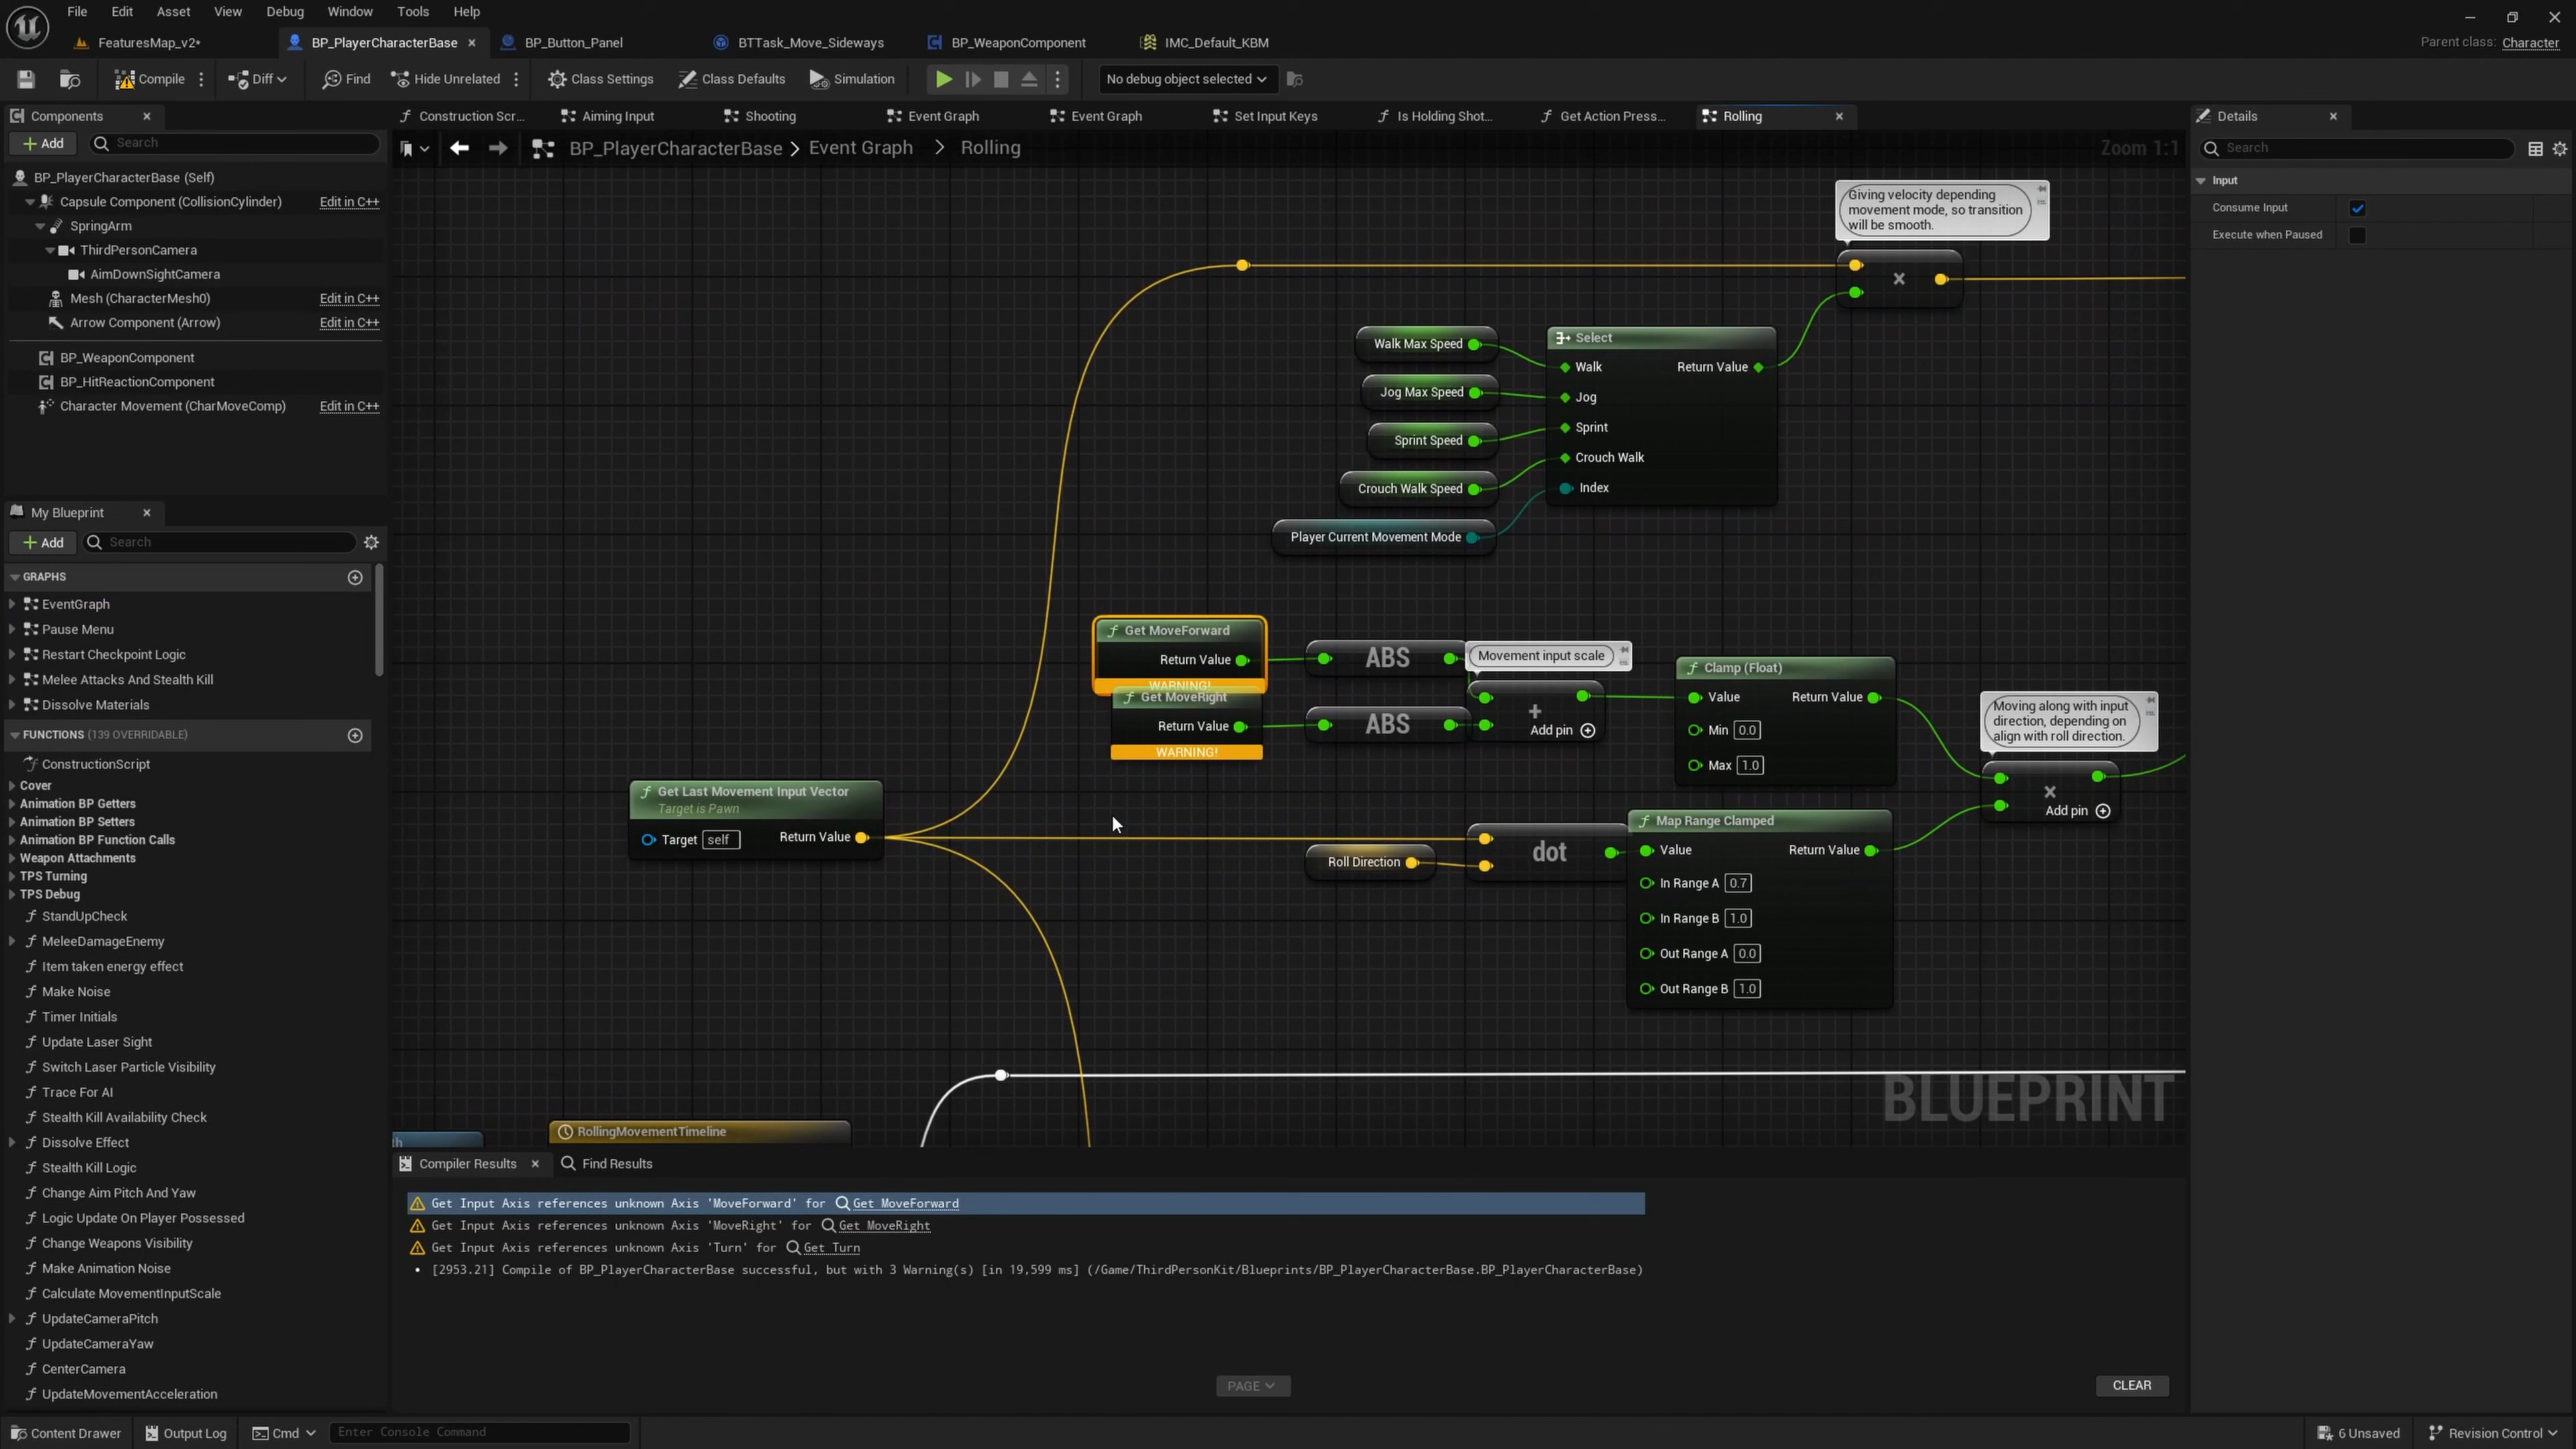 File Edit Asset View Debug Window Tools Help
FeaturesMap_v2* BP_PlayerCharacterBase BP_Button_Panel BTTask_Move_Sideways BP_WeaponComponent IMC_Default_KBM
Parent class: Character
Compile Diff Find Hide Unrelated Class Settings Class Defaults Simulation No debug object selected
Components
Construction Scr... Aiming Input Shooting Event Graph Event Graph Set Input Keys Is Holding Shot... Get Action Press... Rolling
Details
Add Search
BP_PlayerCharacterBase > Event Graph > Rolling
Zoom 1:1
Search
BP_PlayerCharacterBase (Self)
Capsule Component (CollisionCylinder) Edit in C++
SpringArm
ThirdPersonCamera
AimDownSightCamera
Mesh (CharacterMesh0) Edit in C++
Arrow Component (Arrow) Edit in C++
BP_WeaponComponent
BP_HitReactionComponent
Character Movement (CharMoveComp) Edit in C++
My Blueprint
Add Search
GRAPHS
EventGraph
Pause Menu
Restart Checkpoint Logic
Melee Attacks And Stealth Kill
Dissolve Materials
FUNCTIONS (139 OVERRIDABLE)
ConstructionScript
Cover
Animation BP Getters
Animation BP Setters
Animation BP Function Calls
Weapon Attachments
TPS Turning
TPS Debug
StandUpCheck
MeleeDamageEnemy
Item taken energy effect
Make Noise
Timer Initials
Update Laser Sight
Switch Laser Particle Visibility
Trace For AI
Stealth Kill Availability Check
Dissolve Effect
Stealth Kill Logic
Change Aim Pitch And Yaw
Logic Update On Player Possessed
Change Weapons Visibility
Make Animation Noise
Calculate MovementInputScale
UpdateCameraPitch
UpdateCameraYaw
CenterCamera
UpdateMovementAcceleration
Giving velocity depending
movement mode, so transition
will be smooth.
Walk Max Speed
Jog Max Speed
Sprint Speed
Crouch Walk Speed
Player Current Movement Mode
Select
Walk Return Value
Jog
Sprint
Crouch Walk
Index
Get MoveForward
Return Value
WARNING!
Get MoveRight
Return Value
WARNING!
ABS
ABS
Movement input scale
+
Add pin
Clamp (Float)
Value Return Value
Min 0.0
Max 1.0
Moving along with input
direction, depending on
align with roll direction.
Add pin
Get Last Movement Input Vector
Target is Pawn
Target self Return Value
Roll Direction
dot
Map Range Clamped
Value Return Value
In Range A 0.7
In Range B 1.0
Out Range A 0.0
Out Range B 1.0
RollingMovementTimeline
BLUEPRINT
Input
Consume Input
Execute when Paused
Compiler Results Find Results
Get Input Axis references unknown Axis 'MoveForward' for Get MoveForward
Get Input Axis references unknown Axis 'MoveRight' for Get MoveRight
Get Input Axis references unknown Axis 'Turn' for Get Turn
• [2953.21] Compile of BP_PlayerCharacterBase successful, but with 3 Warning(s) [in 19,599 ms] (/Game/ThirdPersonKit/Blueprints/BP_PlayerCharacterBase.BP_PlayerCharacterBase)
PAGE
CLEAR
Content Drawer Output Log Cmd Enter Console Command 6 Unsaved Revision Control